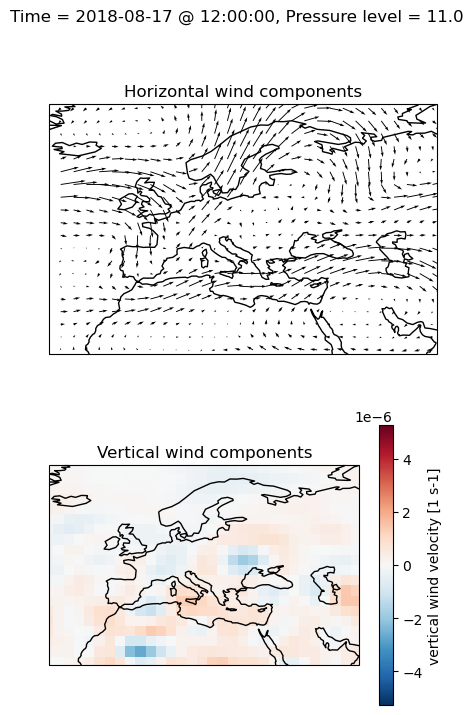 Time = 2018-08-17 @ 12:00:00, Pressure level = 11.0
Horizontal wind components
Vertical wind components
1e−6
4
2
0
−2
−4
vertical wind velocity [1 s-1]